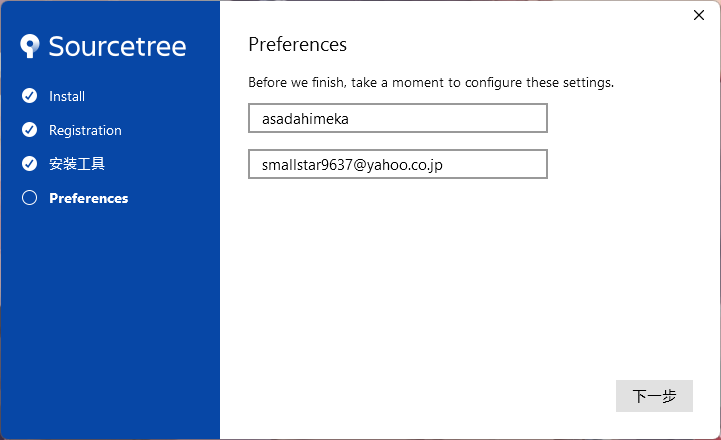 Sourcetree
Install
Registration
安装工具
Preferences
Preferences
Before we finish, take a moment to configure these settings.
asadahimeka
smallstar9637@yahoo.co.jp
下一步